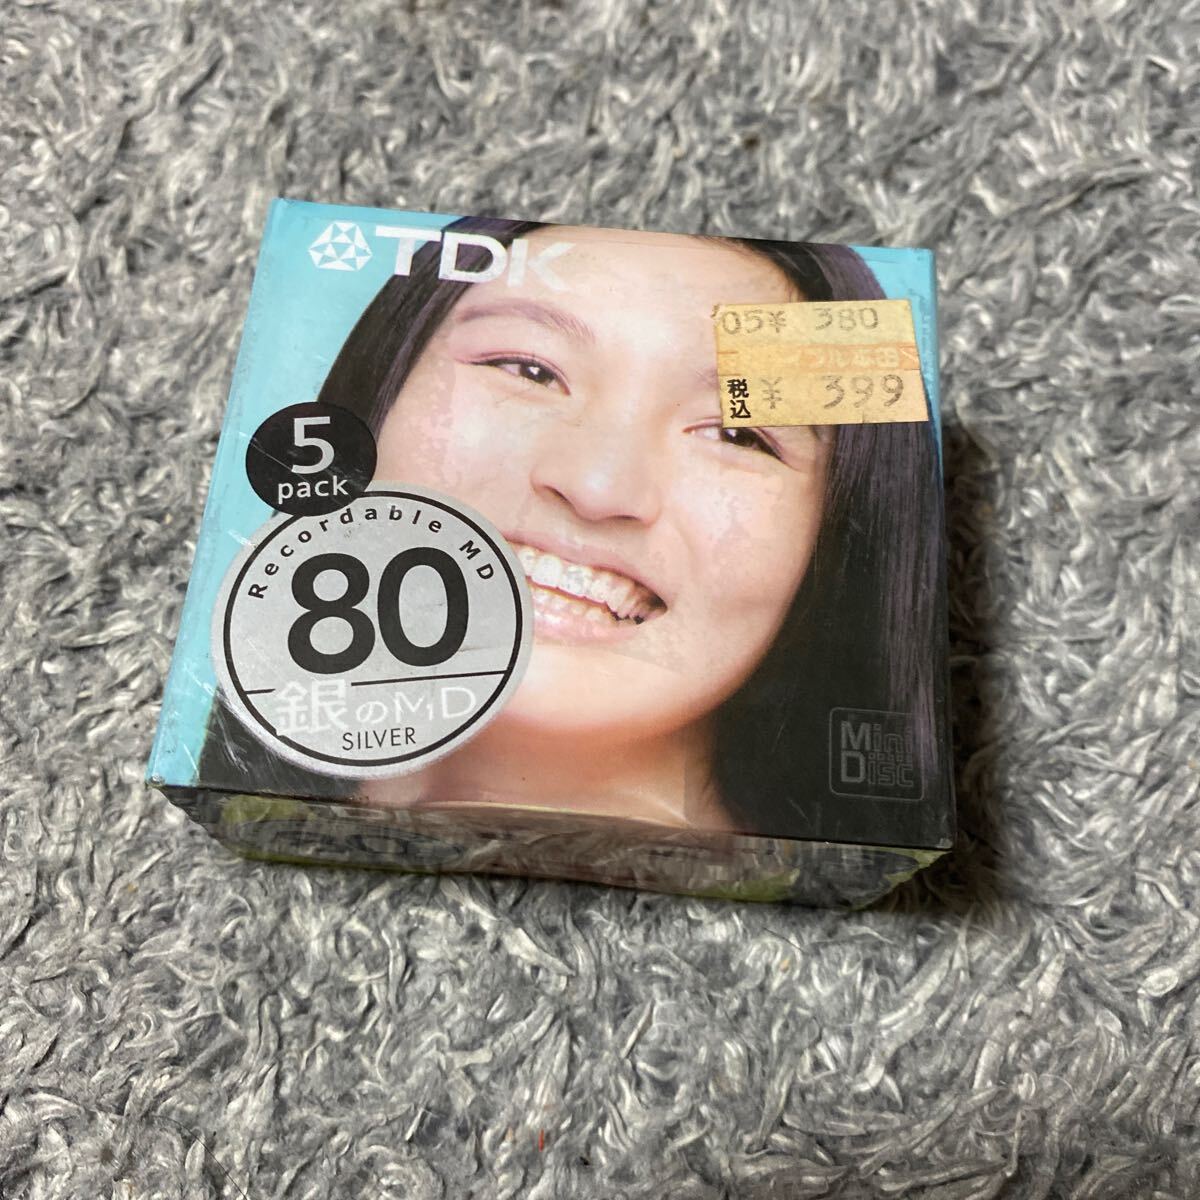 TDK
05¥ 380
税込 ¥ 399
5
pack
Recordable MD
80
銀のMD
SILVER
Mini
Disc